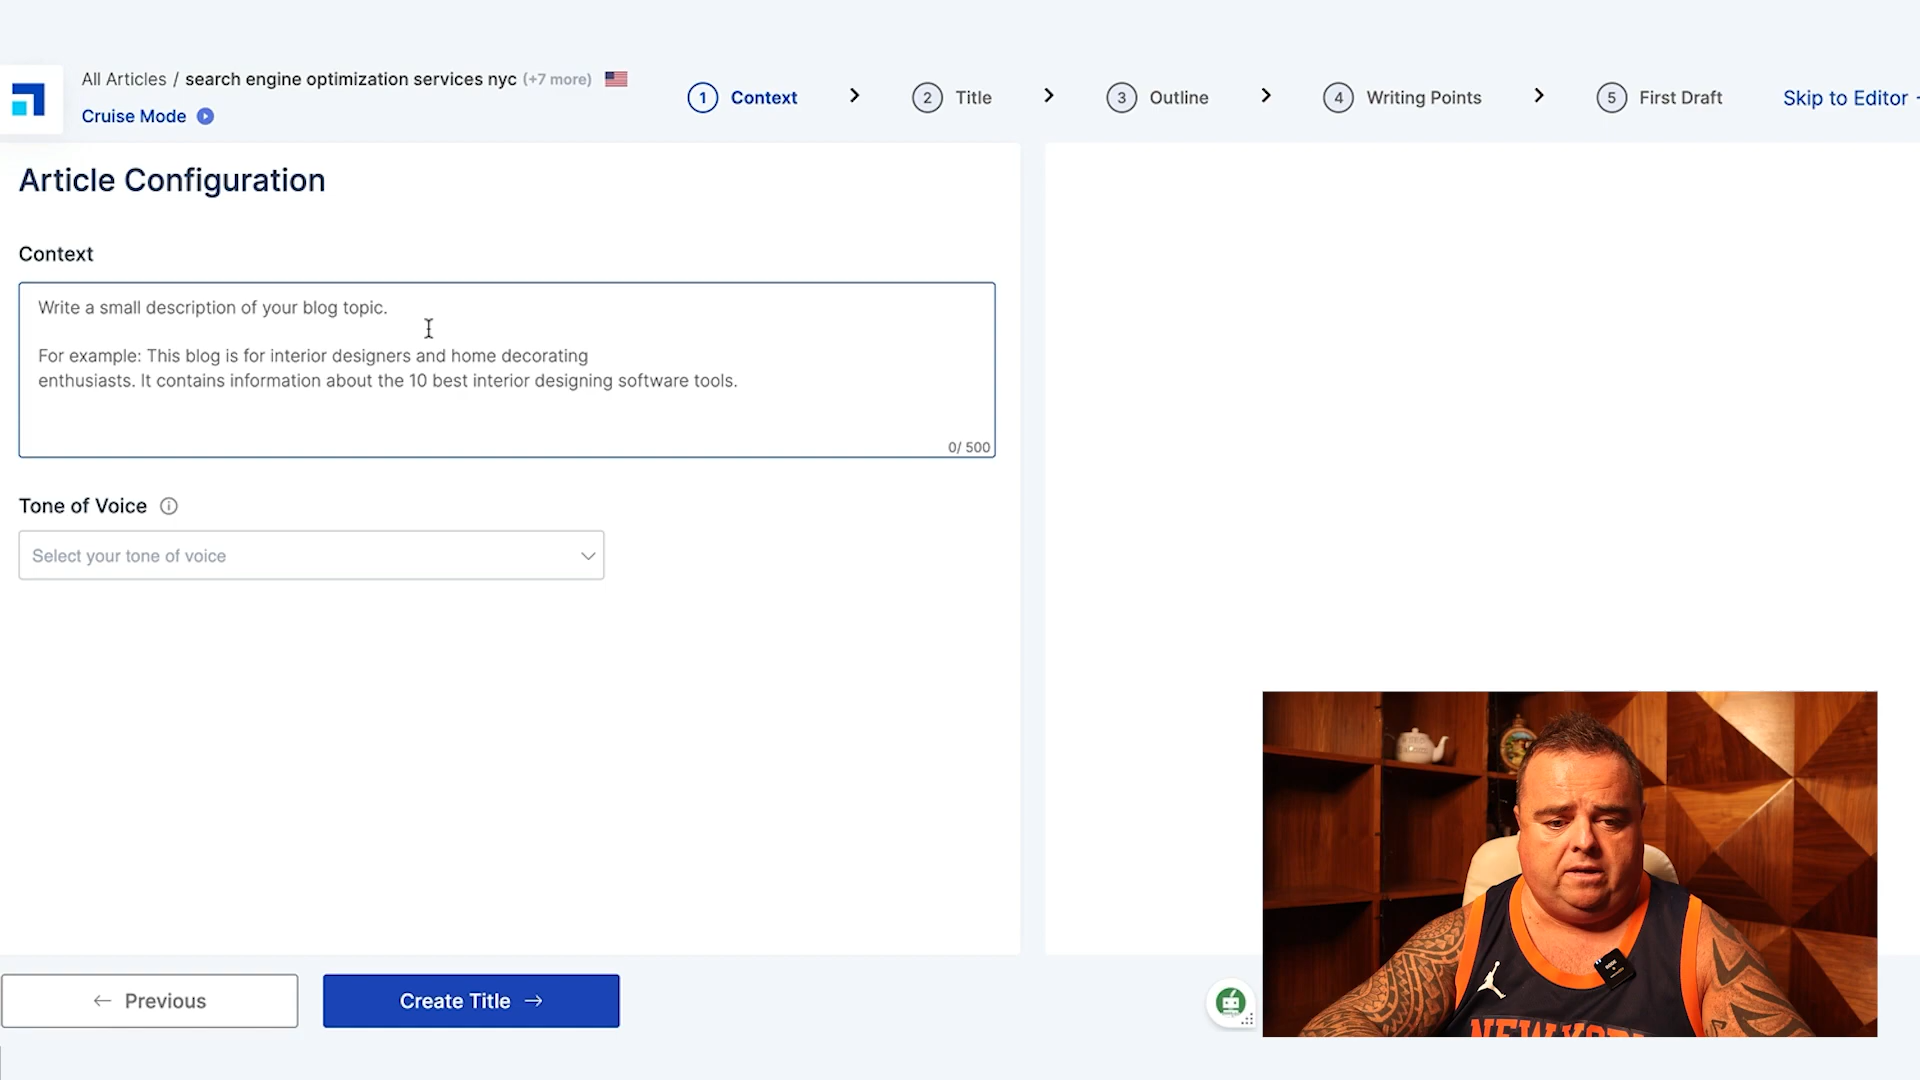 All Articles / search engine optimization services nyc (+7 more)
Cruise Mode
1 Context
2 Title
3 Outline
4 Writing Points
5 First Draft
Skip to Editor
Article Configuration
Context
Write a small description of your blog topic.
For example: This blog is for interior designers and home decorating
enthusiasts. It contains information about the 10 best interior designing software tools.
0/ 500
Tone of Voice
Select your tone of voice
Previous
Create Title
RODE
NEW YORK